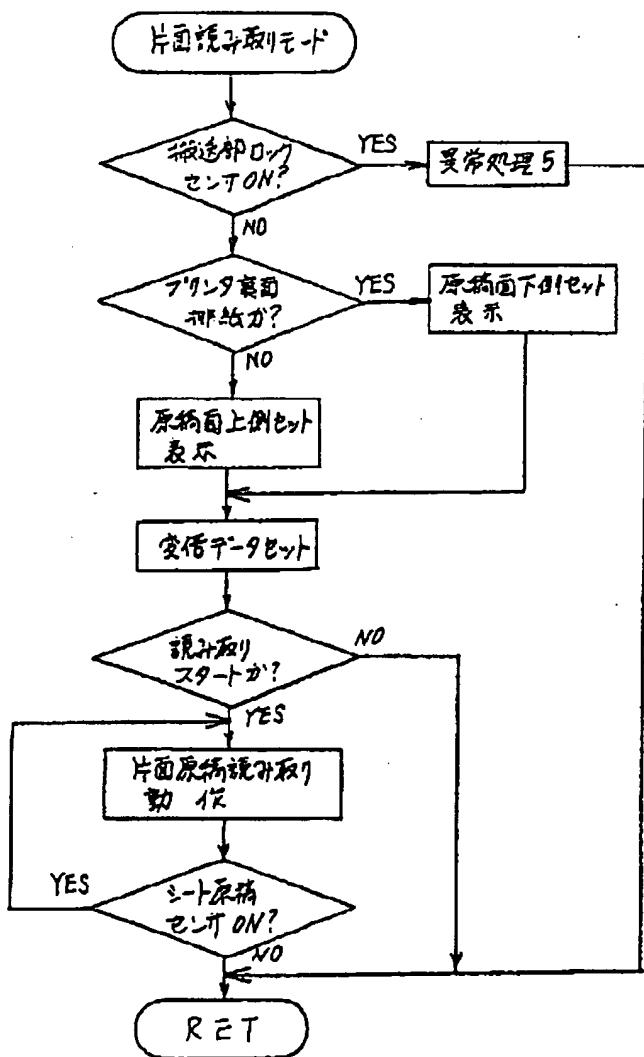 片面読み取りモード
搬送部ロック
センサON?
YES
異常処理5
NO
プリンタ裏面
排紙か?
YES
原稿面下側セット
表示
NO
原稿面上側セット
表示
変倍データセット
読み取り
スタートか?
NO
YES
片面原稿読み取り
動作
シート原稿
センサON?
YES
NO
RET